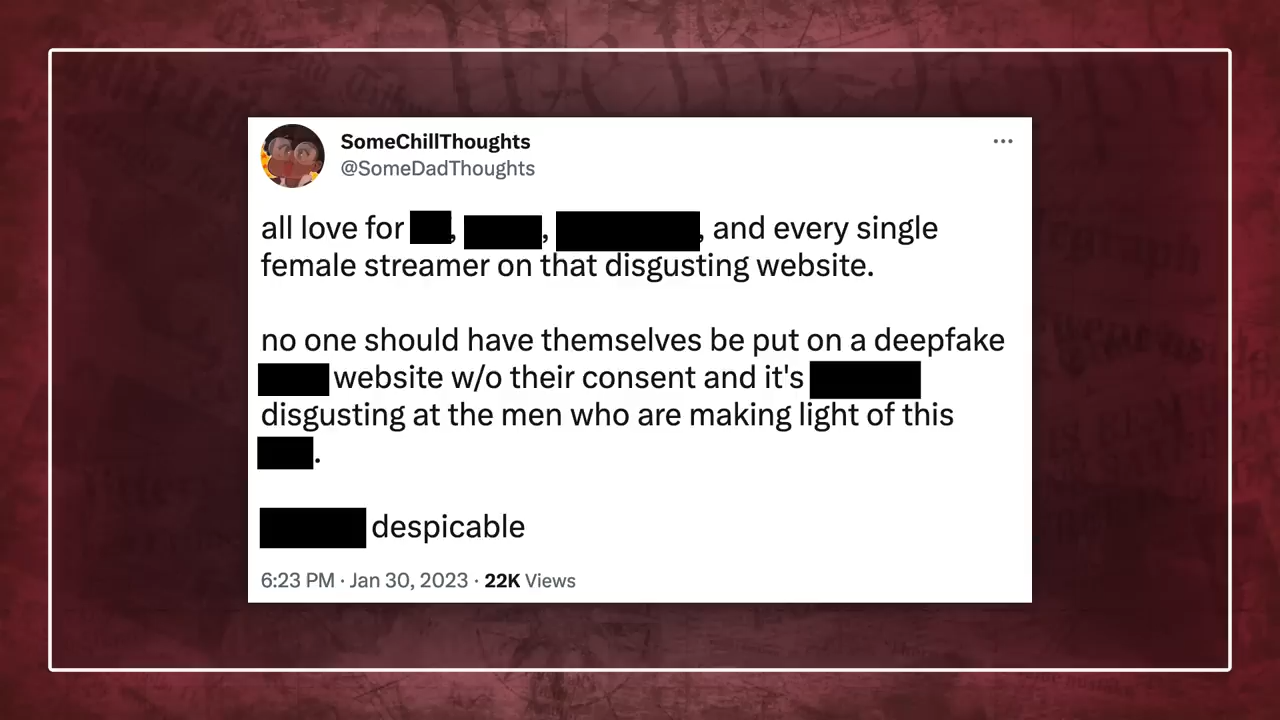 SomeChillThoughts
@SomeDadThoughts
all love for , , , and every single
female streamer on that disgusting website.
no one should have themselves be put on a deepfake
website w/o their consent and it's
disgusting at the men who are making light of this
.
despicable
6:23 PM · Jan 30, 2023 · 22K Views